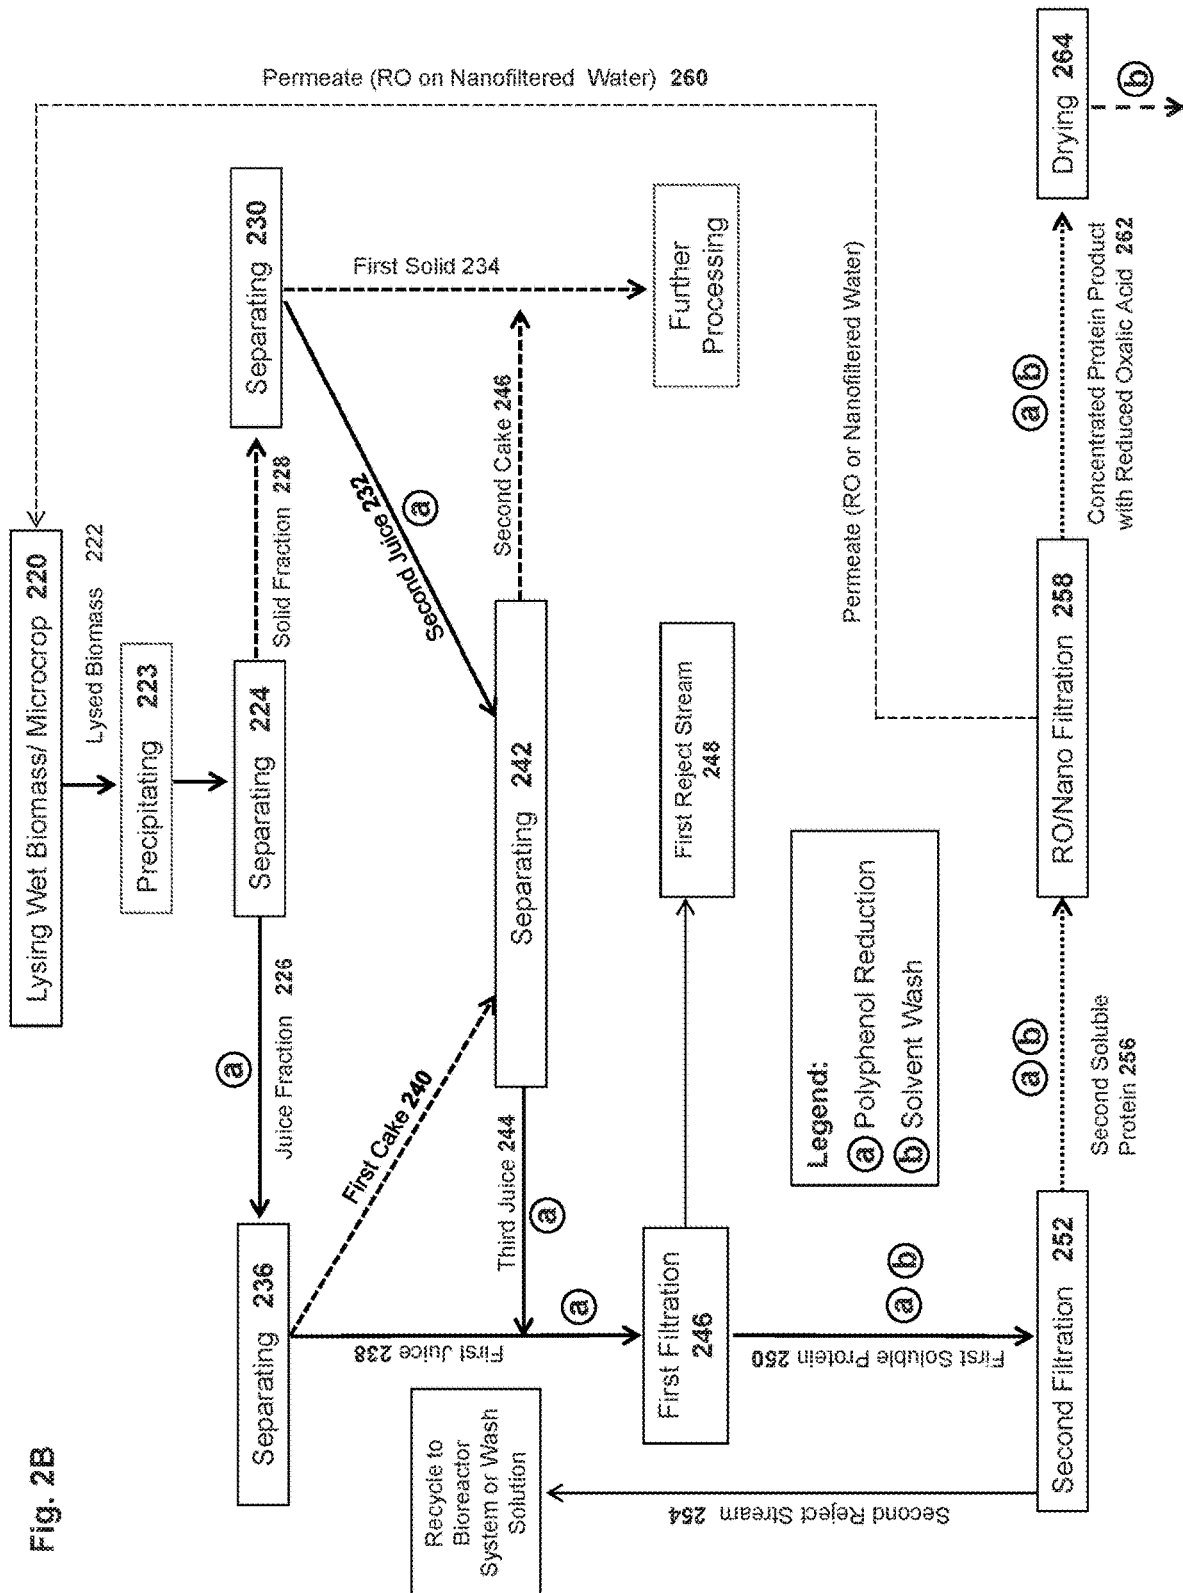 Fig. 2B
Lysing Wet Biomass/ Microcrop 220
Lysed Biomass 222
Permeate (RO on Nanofiltered Water) 260
Precipitating 223
Separating 236
a
Juice Fraction 226
Separating 224
Solid Fraction 228
Separating 230
First Cake 240
Second Juice 232
a
First Solid 234
Recycle to
Bioreactor
System or Wash
Solution
First Juice 238
Third Juice 244
a
Separating 242
Second Cake 246
a
First Filtration
246
First Reject Stream
248
Further
Processing
First Soluble Protein 250
a b
Legend:
a Polyphenol Reduction
b Solvent Wash
Permeate (RO or Nanofiltered Water)
Second Reject Stream 254
Second Filtration 252
a b
Second Soluble
Protein 256
RO/Nano Filtration 258
a b
Concentrated Protein Product
with Reduced Oxalic Acid 262
Drying 264
b